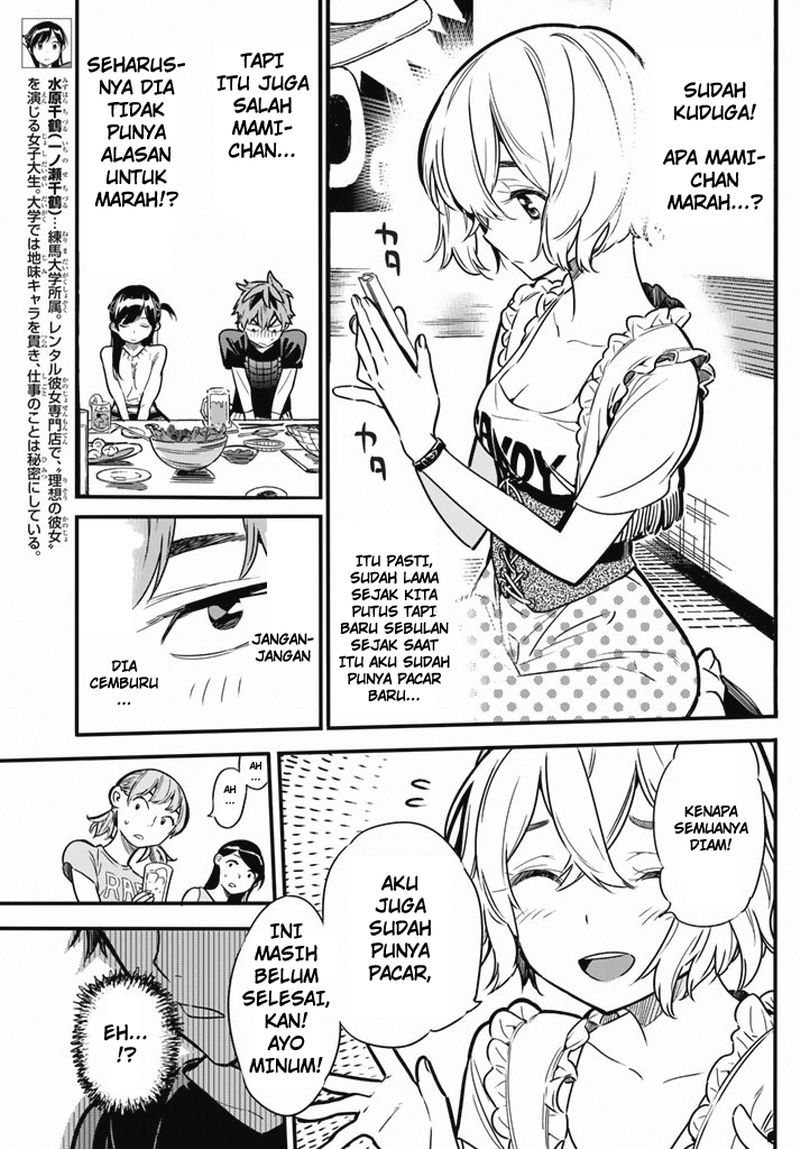 SUDAH
KUDUGA!
APA MAMI-
CHAN
MARAH...?
TAPI
ITU JUGA
SALAH
MAMI-
CHAN...
SEHARUS-
NYA DIA
TIDAK
PUNYA
ALASAN
UNTUK
MARAH!?
水原千鶴(一ノ瀬千鶴)…練馬大学所属。レンタル彼女専門店で、“理想の彼女”
を演じる女子大生。大学では地味キャラを貫き、仕事のことは秘密にしている。
ペタ
ペタ
ITU PASTI,
SUDAH LAMA
SEJAK KITA
PUTUS TAPI
BARU SEBULAN
SEJAK SAAT
ITU AKU SUDAH
PUNYA PACAR
BARU...
CANDY
JANGAN-
JANGAN
DIA
CEMBURU
...
KENAPA
SEMUANYA
DIAM!
AKU
JUGA
SUDAH
PUNYA
PACAR,
INI
MASIH
BELUM
SELESAI,
KAN!
AYO
MINUM!
AH
...
AH
...
EH...
!?